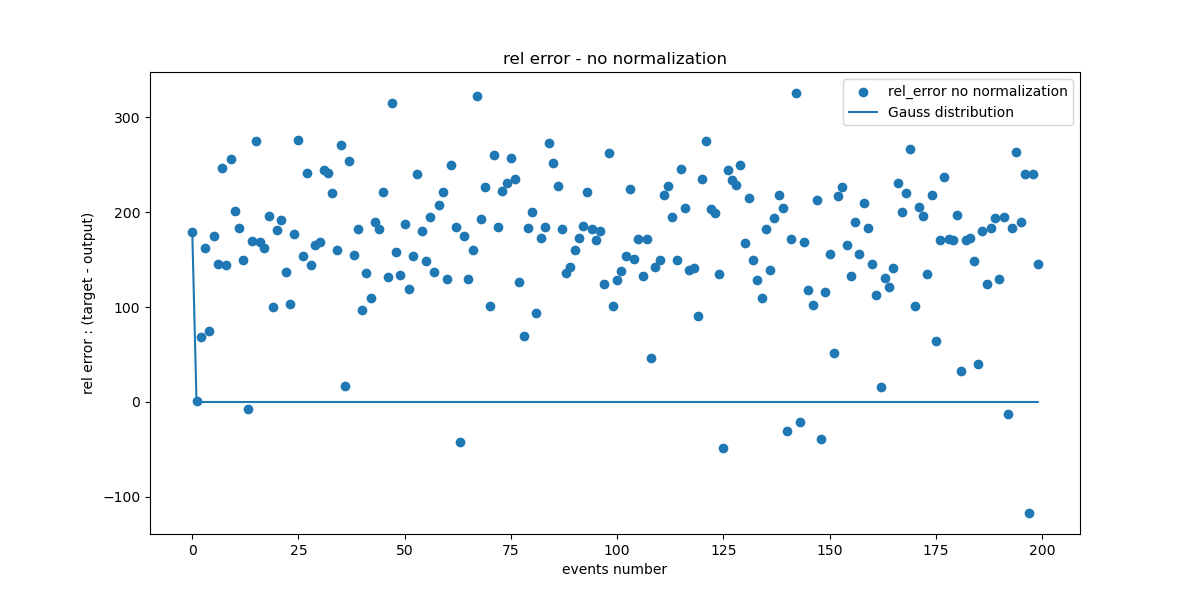 rel error - no normalization
rel_error no normalization
Gauss distribution
rel error : (target - output)
300
200
100
0
−100
0
25
50
75
100
125
150
175
200
events number